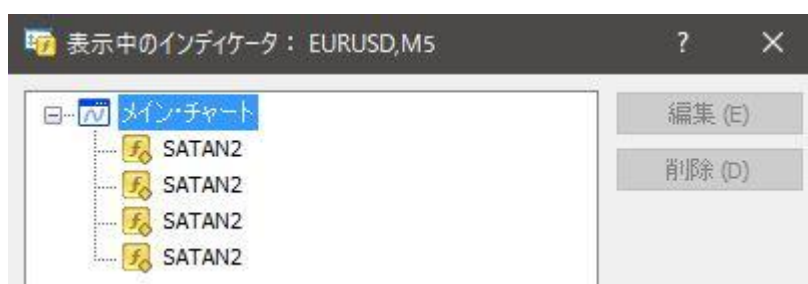 表示中のインディケータ： EURUSD,M5 ? ×
メイン･チャート
編集 (E)
SATAN2
削除 (D)
SATAN2
SATAN2
SATAN2